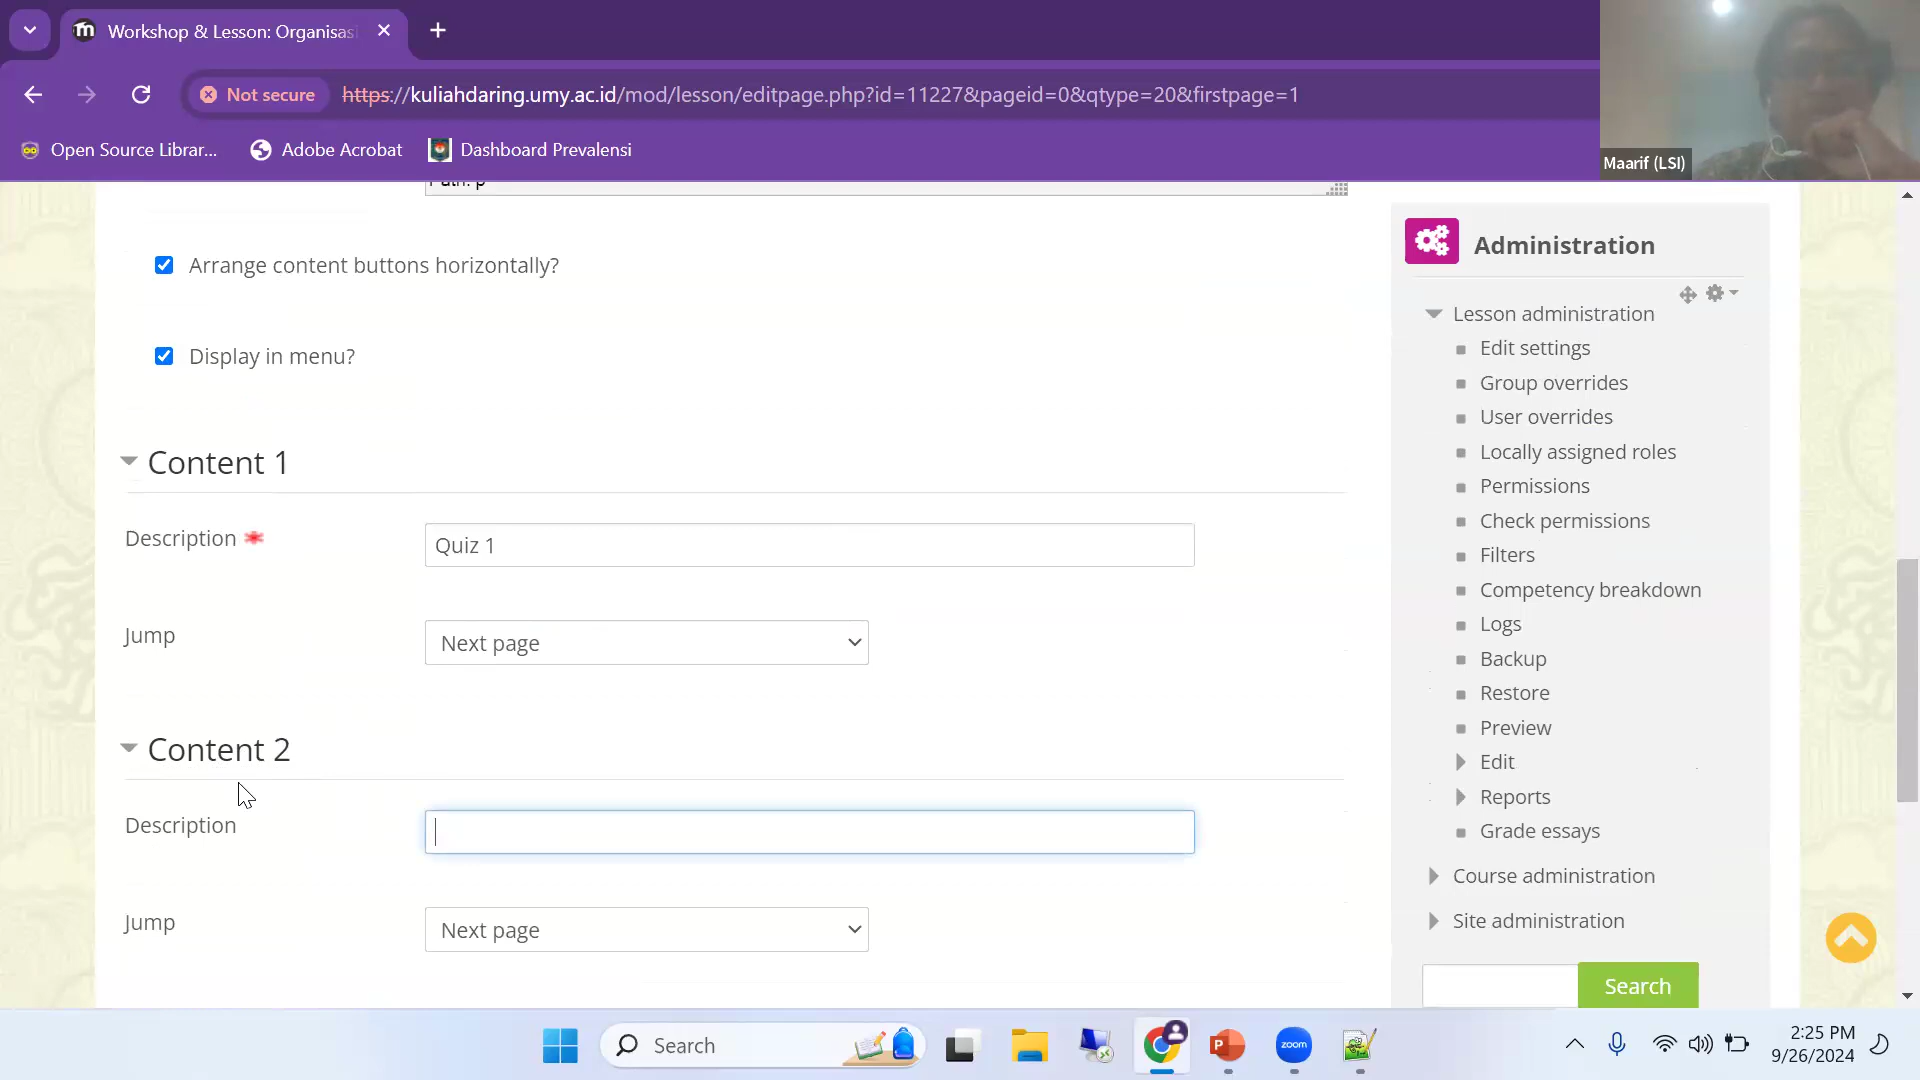 Workshop & Lesson: Organisas
Not secure
https://kuliahdaring.umy.ac.id/mod/lesson/editpage.php?id=11227&pageid=0&qtype=20&firstpage=1
Open Source Librar...
Adobe Acrobat
Dashboard Prevalensi
Maarif (LSI)
Path: p
Arrange content buttons horizontally?
Display in menu?
Content 1
Description
Quiz 1
Jump
Next page
Content 2
Description
Jump
Next page
Administration
Lesson administration
Edit settings
Group overrides
User overrides
Locally assigned roles
Permissions
Check permissions
Filters
Competency breakdown
Logs
Backup
Restore
Preview
Edit
Reports
Grade essays
Course administration
Site administration
Search
Search
zoom
2:25 PM
9/26/2024